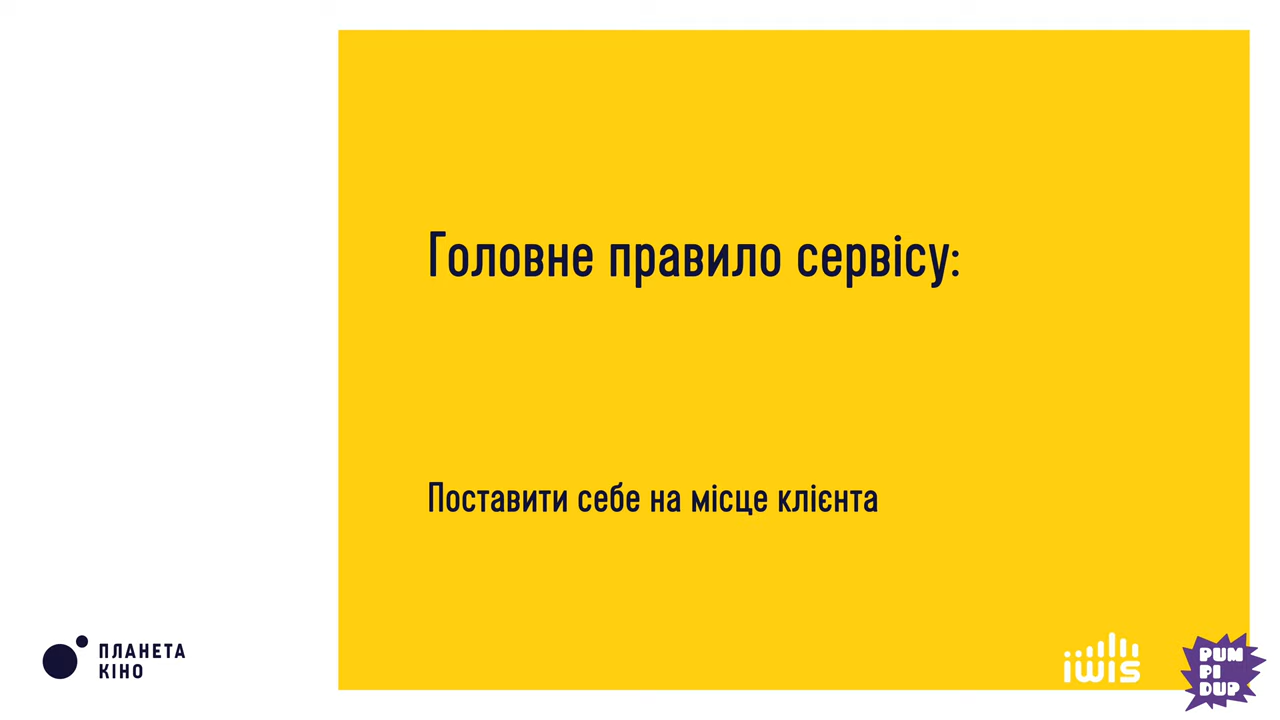 Головне правило сервісу:
Поставити себе на місце клієнта
ПЛАНЕТА
КІНО
iwis
PUM
PI
DUP